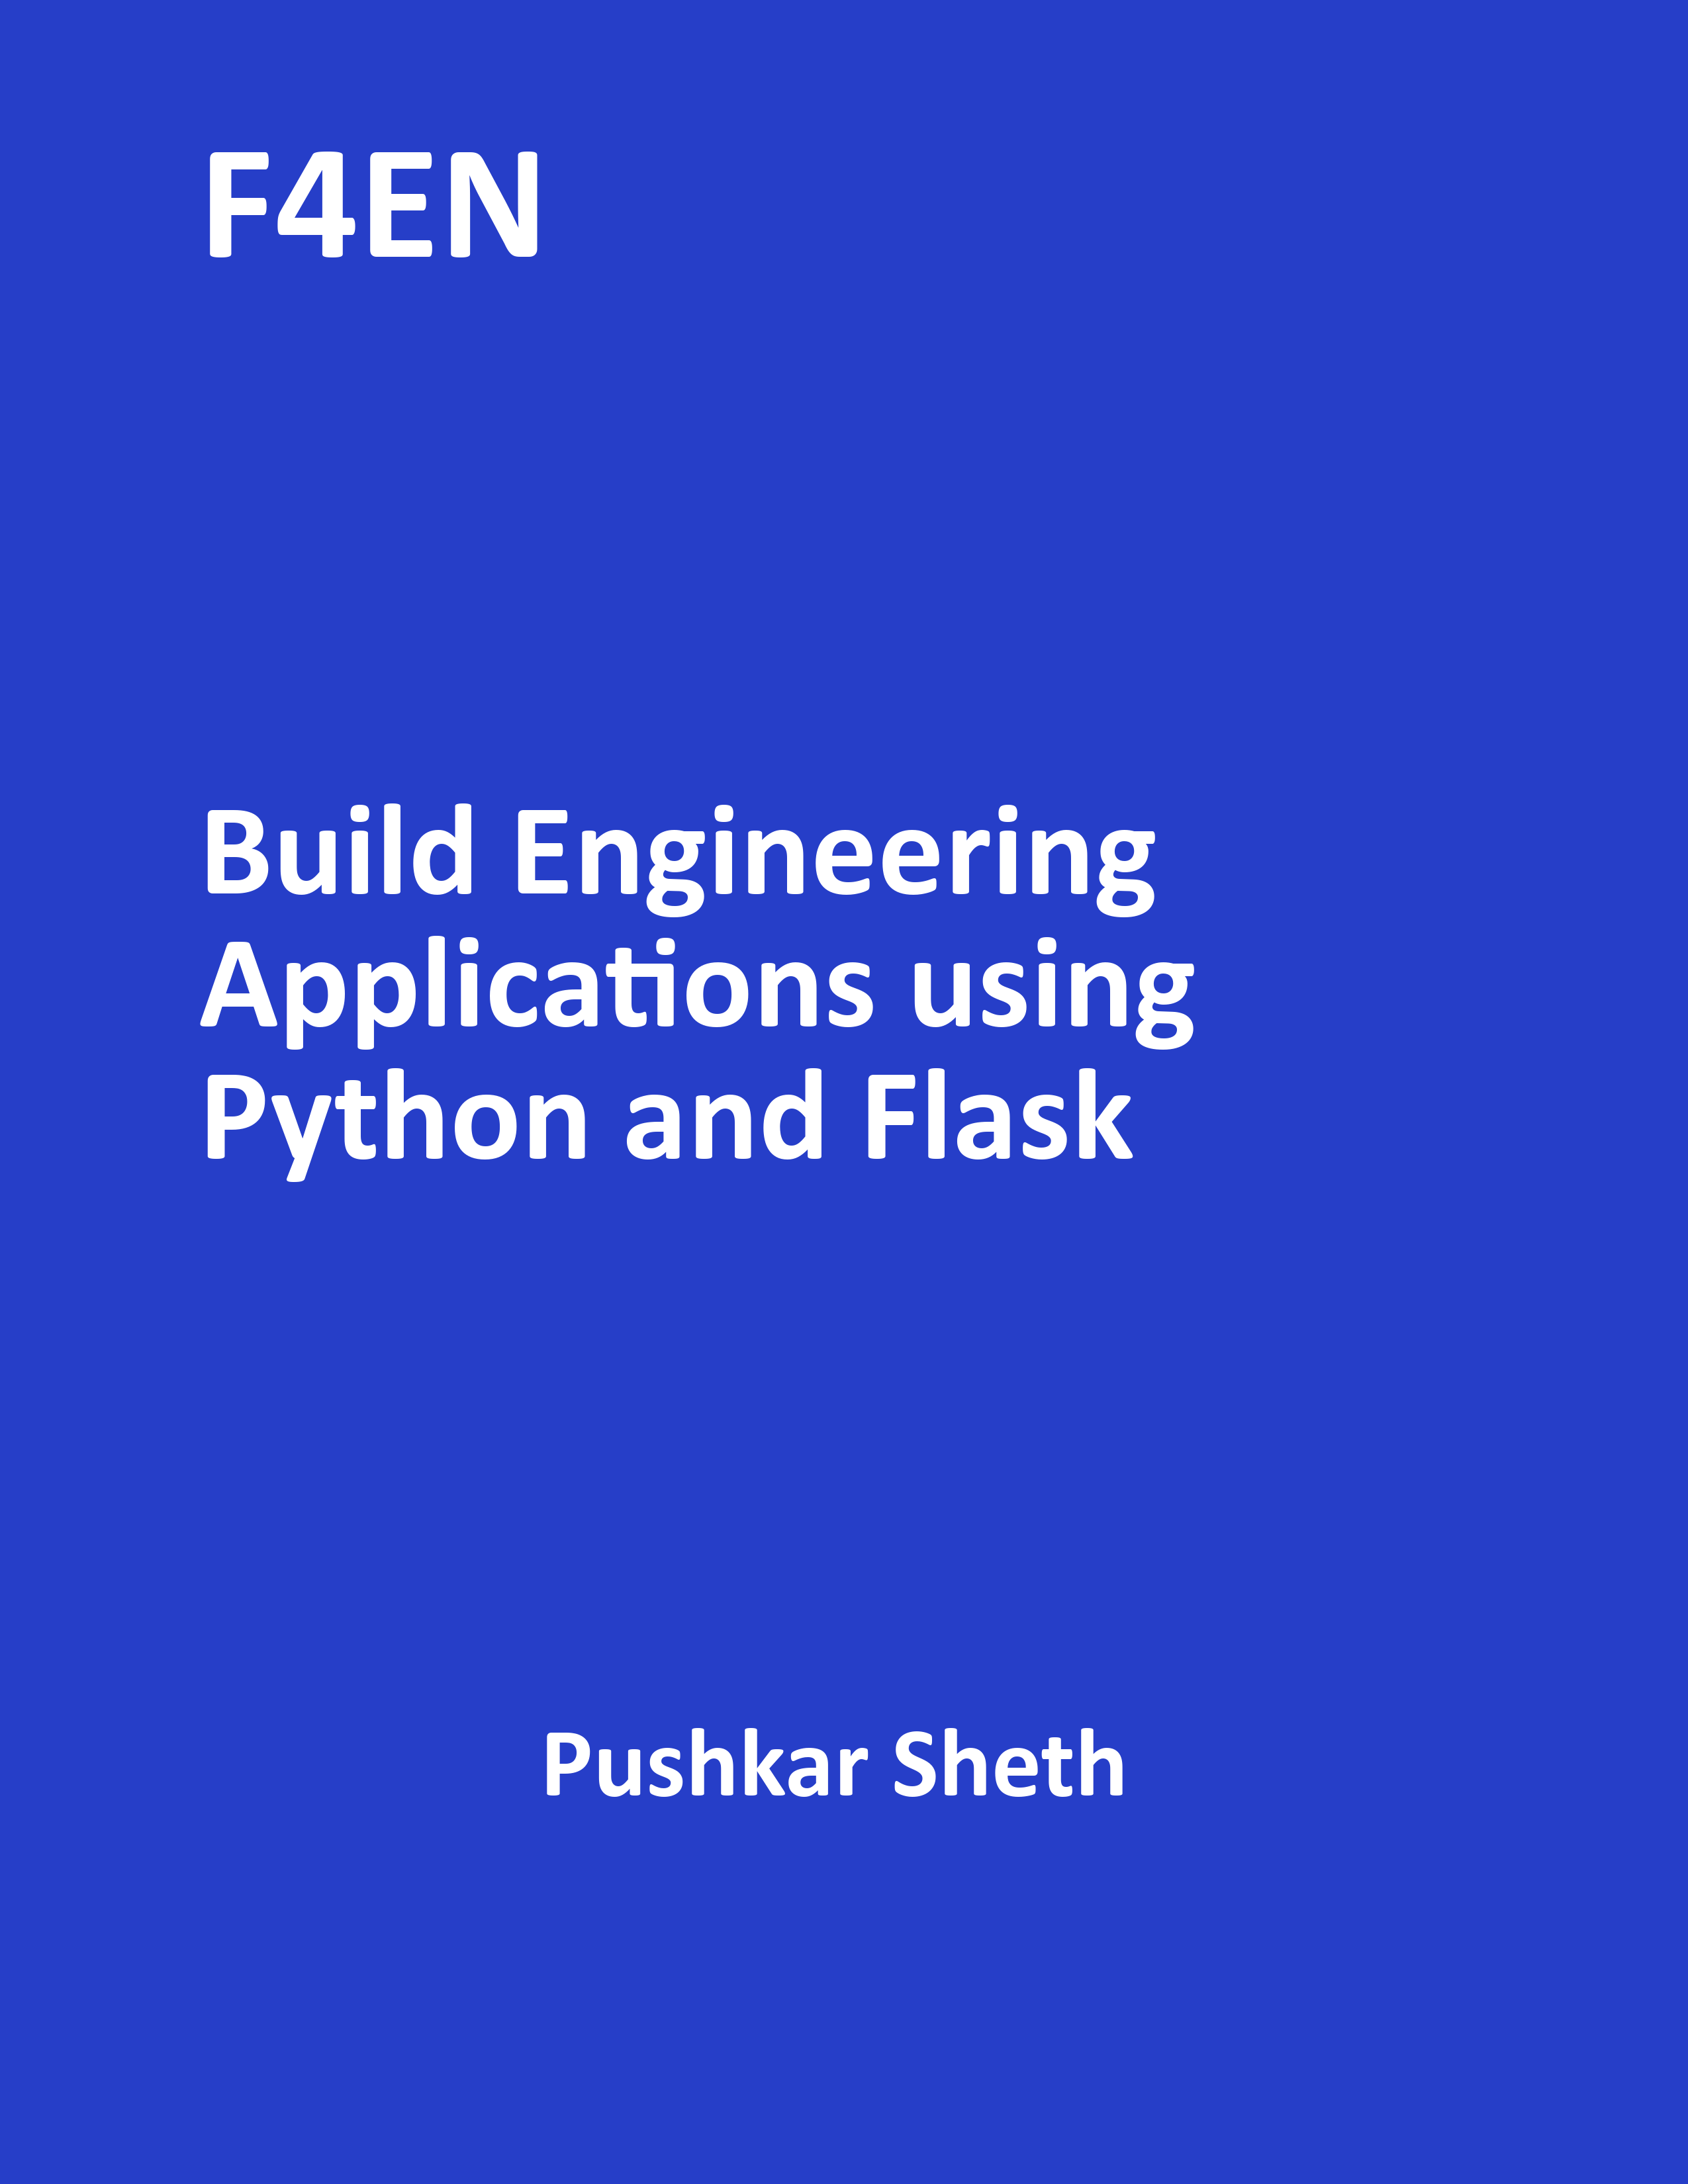 F4EN
Build Engineering
Applications using
Python and Flask
Pushkar Sheth